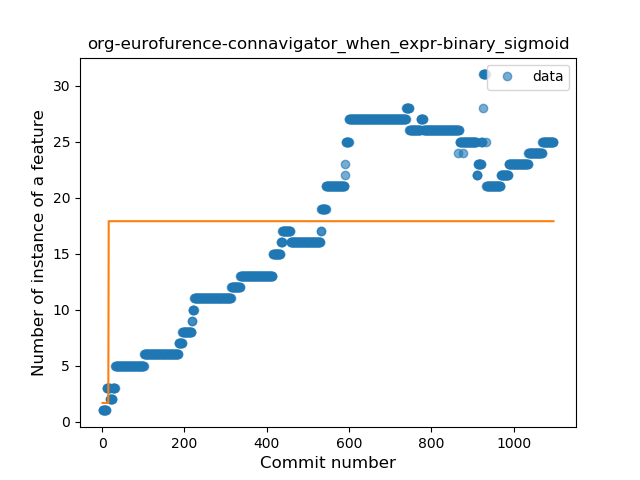 org-eurofurence-connavigator_when_expr-binary_sigmoid
data
Number of instance of a feature
30
25
20
15
10
5
0
0 200 400 600 800 1000
Commit number